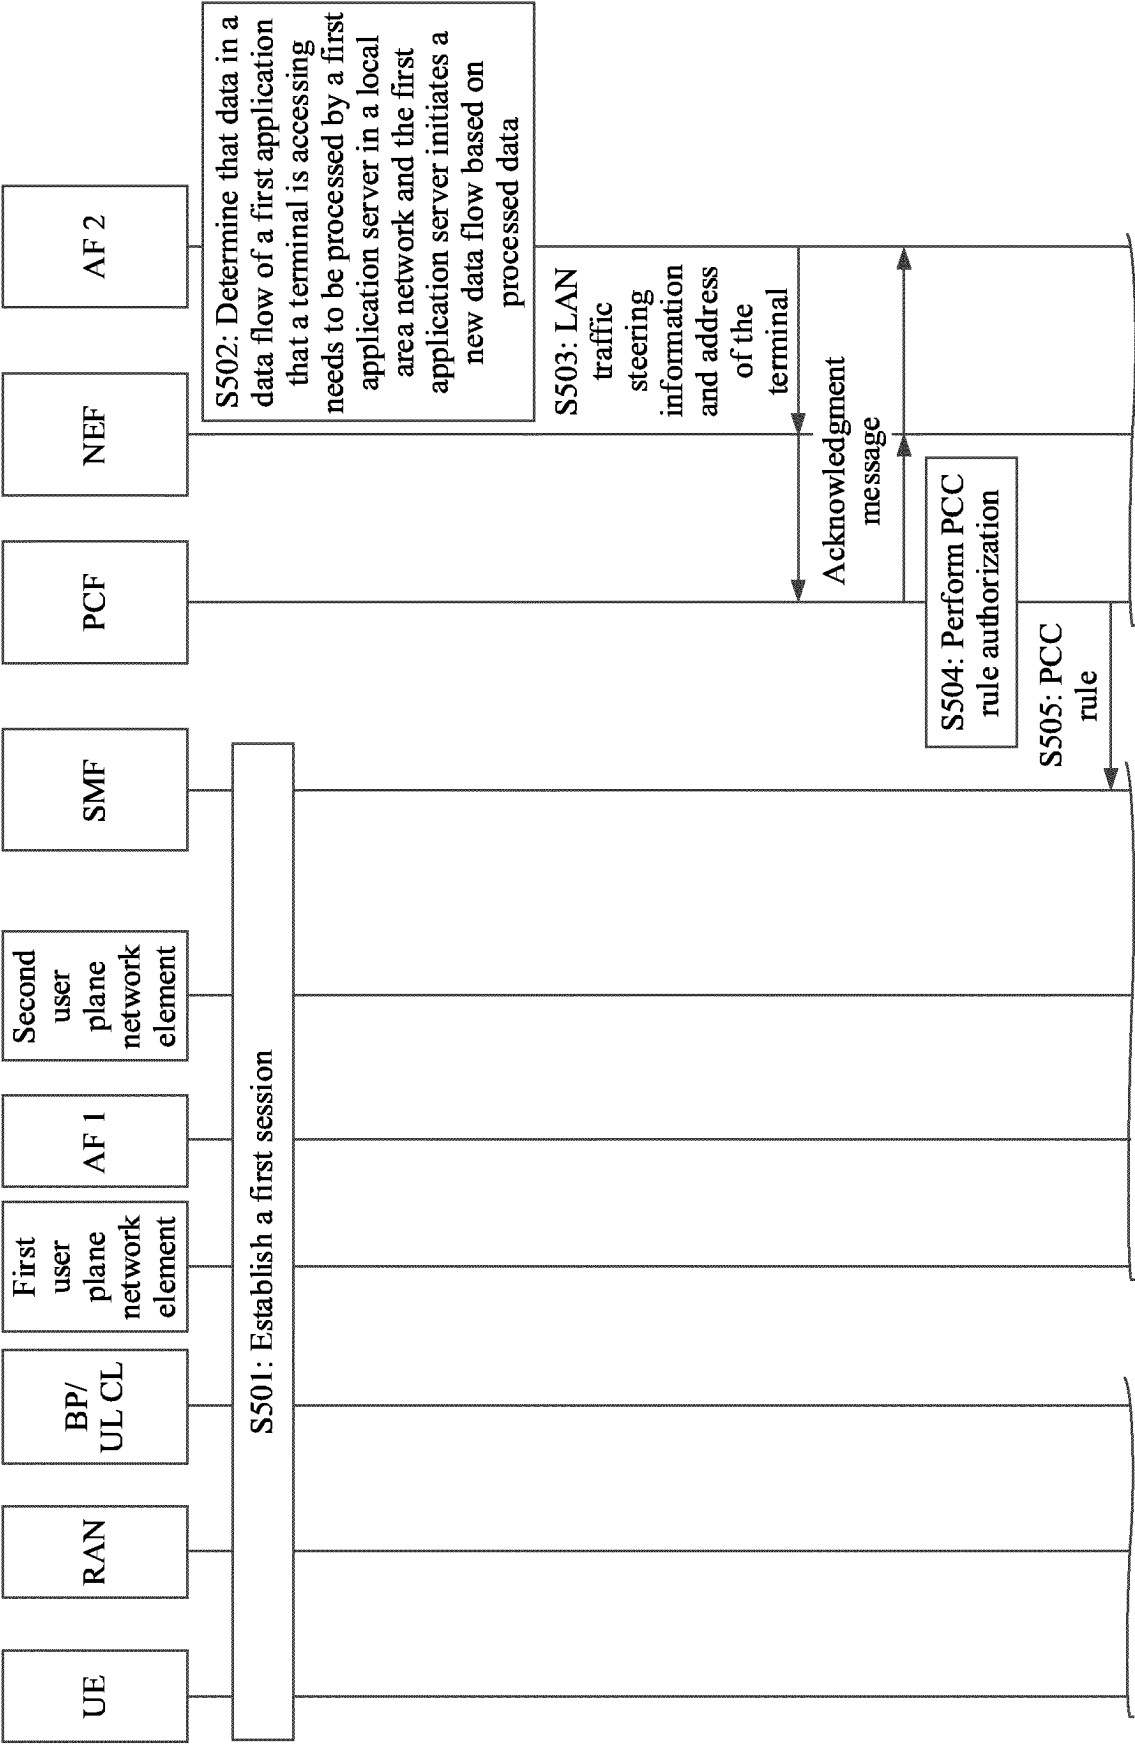 UE
RAN
BP/
UL CL
First
user
plane
network
element
AF 1
Second
user
plane
network
element
SMF
PCF
NEF
AF 2
S501: Establish a first session
S502: Determine that data in a
data flow of a first application
that a terminal is accessing
needs to be processed by a first
application server in a local
area network and the first
application server initiates a
new data flow based on
processed data
S503: LAN
traffic
steering
information
and address
of the
terminal
Acknowledgment
message
S504: Perform PCC
rule authorization
S505: PCC
rule